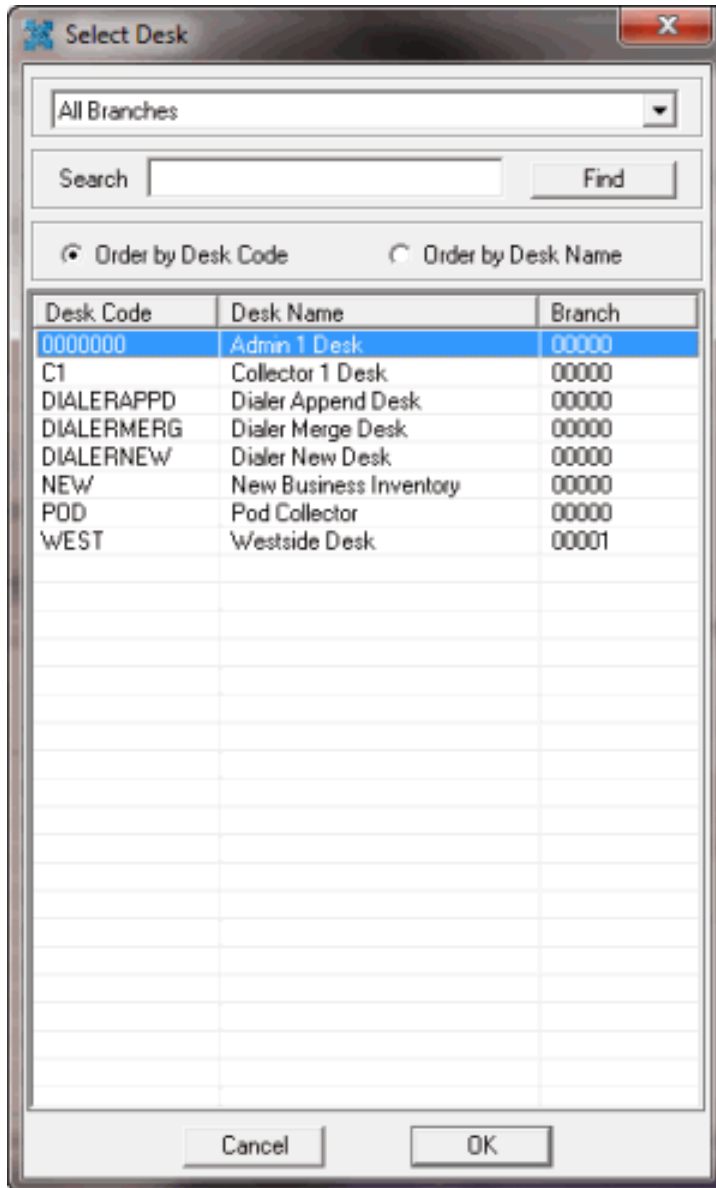 Select Desk
All Branches
Search Find
Order by Desk Code Order by Desk Name
Desk Code Desk Name Branch
0000000 Admin 1 Desk 00000
C1 Collector 1 Desk 00000
DIALERAPPD Dialer Append Desk 00000
DIALERMERG Dialer Merge Desk 00000
DIALERNEW Dialer New Desk 00000
NEW New Business Inventory 00000
POD Pod Collector 00000
WEST Westside Desk 00001
Cancel OK